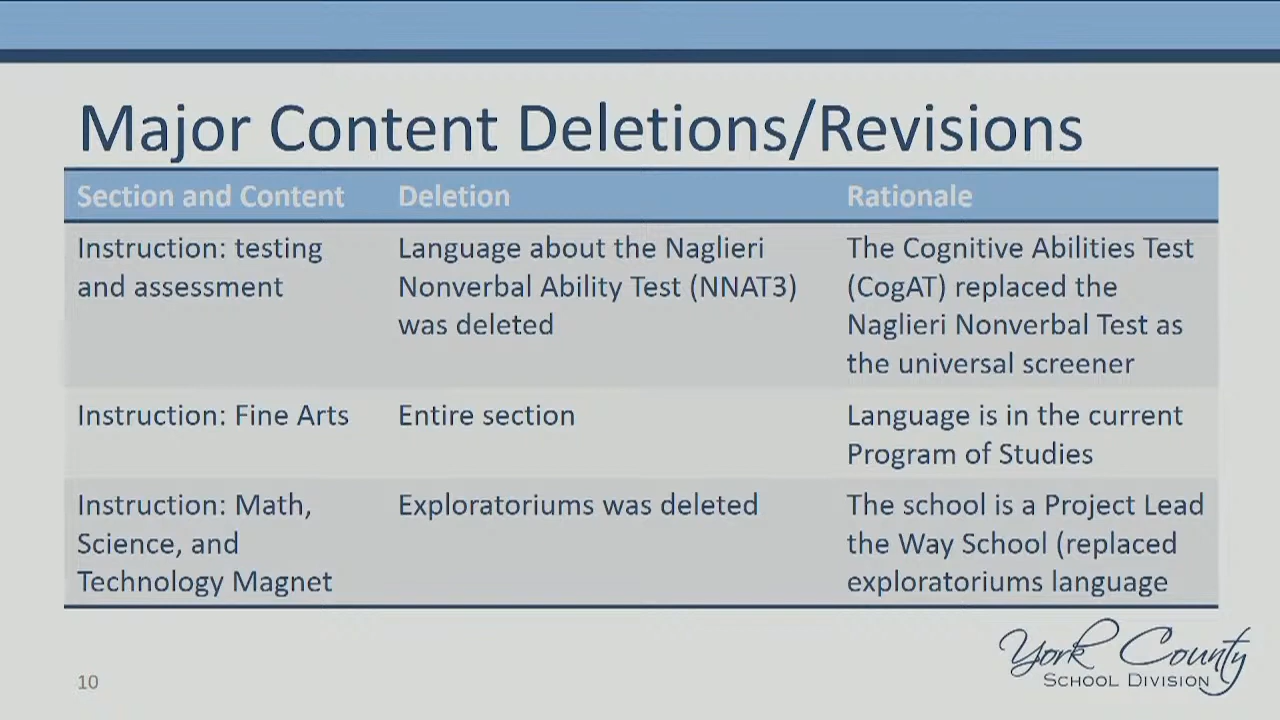 Major Content Deletions/Revisions
Section and Content
Deletion
Rationale
Instruction: testing
and assessment
Language about the Naglieri
Nonverbal Ability Test (NNAT3)
was deleted
The Cognitive Abilities Test
(CogAT) replaced the
Naglieri Nonverbal Test as
the universal screener
Instruction: Fine Arts
Entire section
Language is in the current
Program of Studies
Instruction: Math,
Science, and
Technology Magnet
Exploratoriums was deleted
The school is a Project Lead
the Way School (replaced
exploratoriums language
10
York County
SCHOOL DIVISION